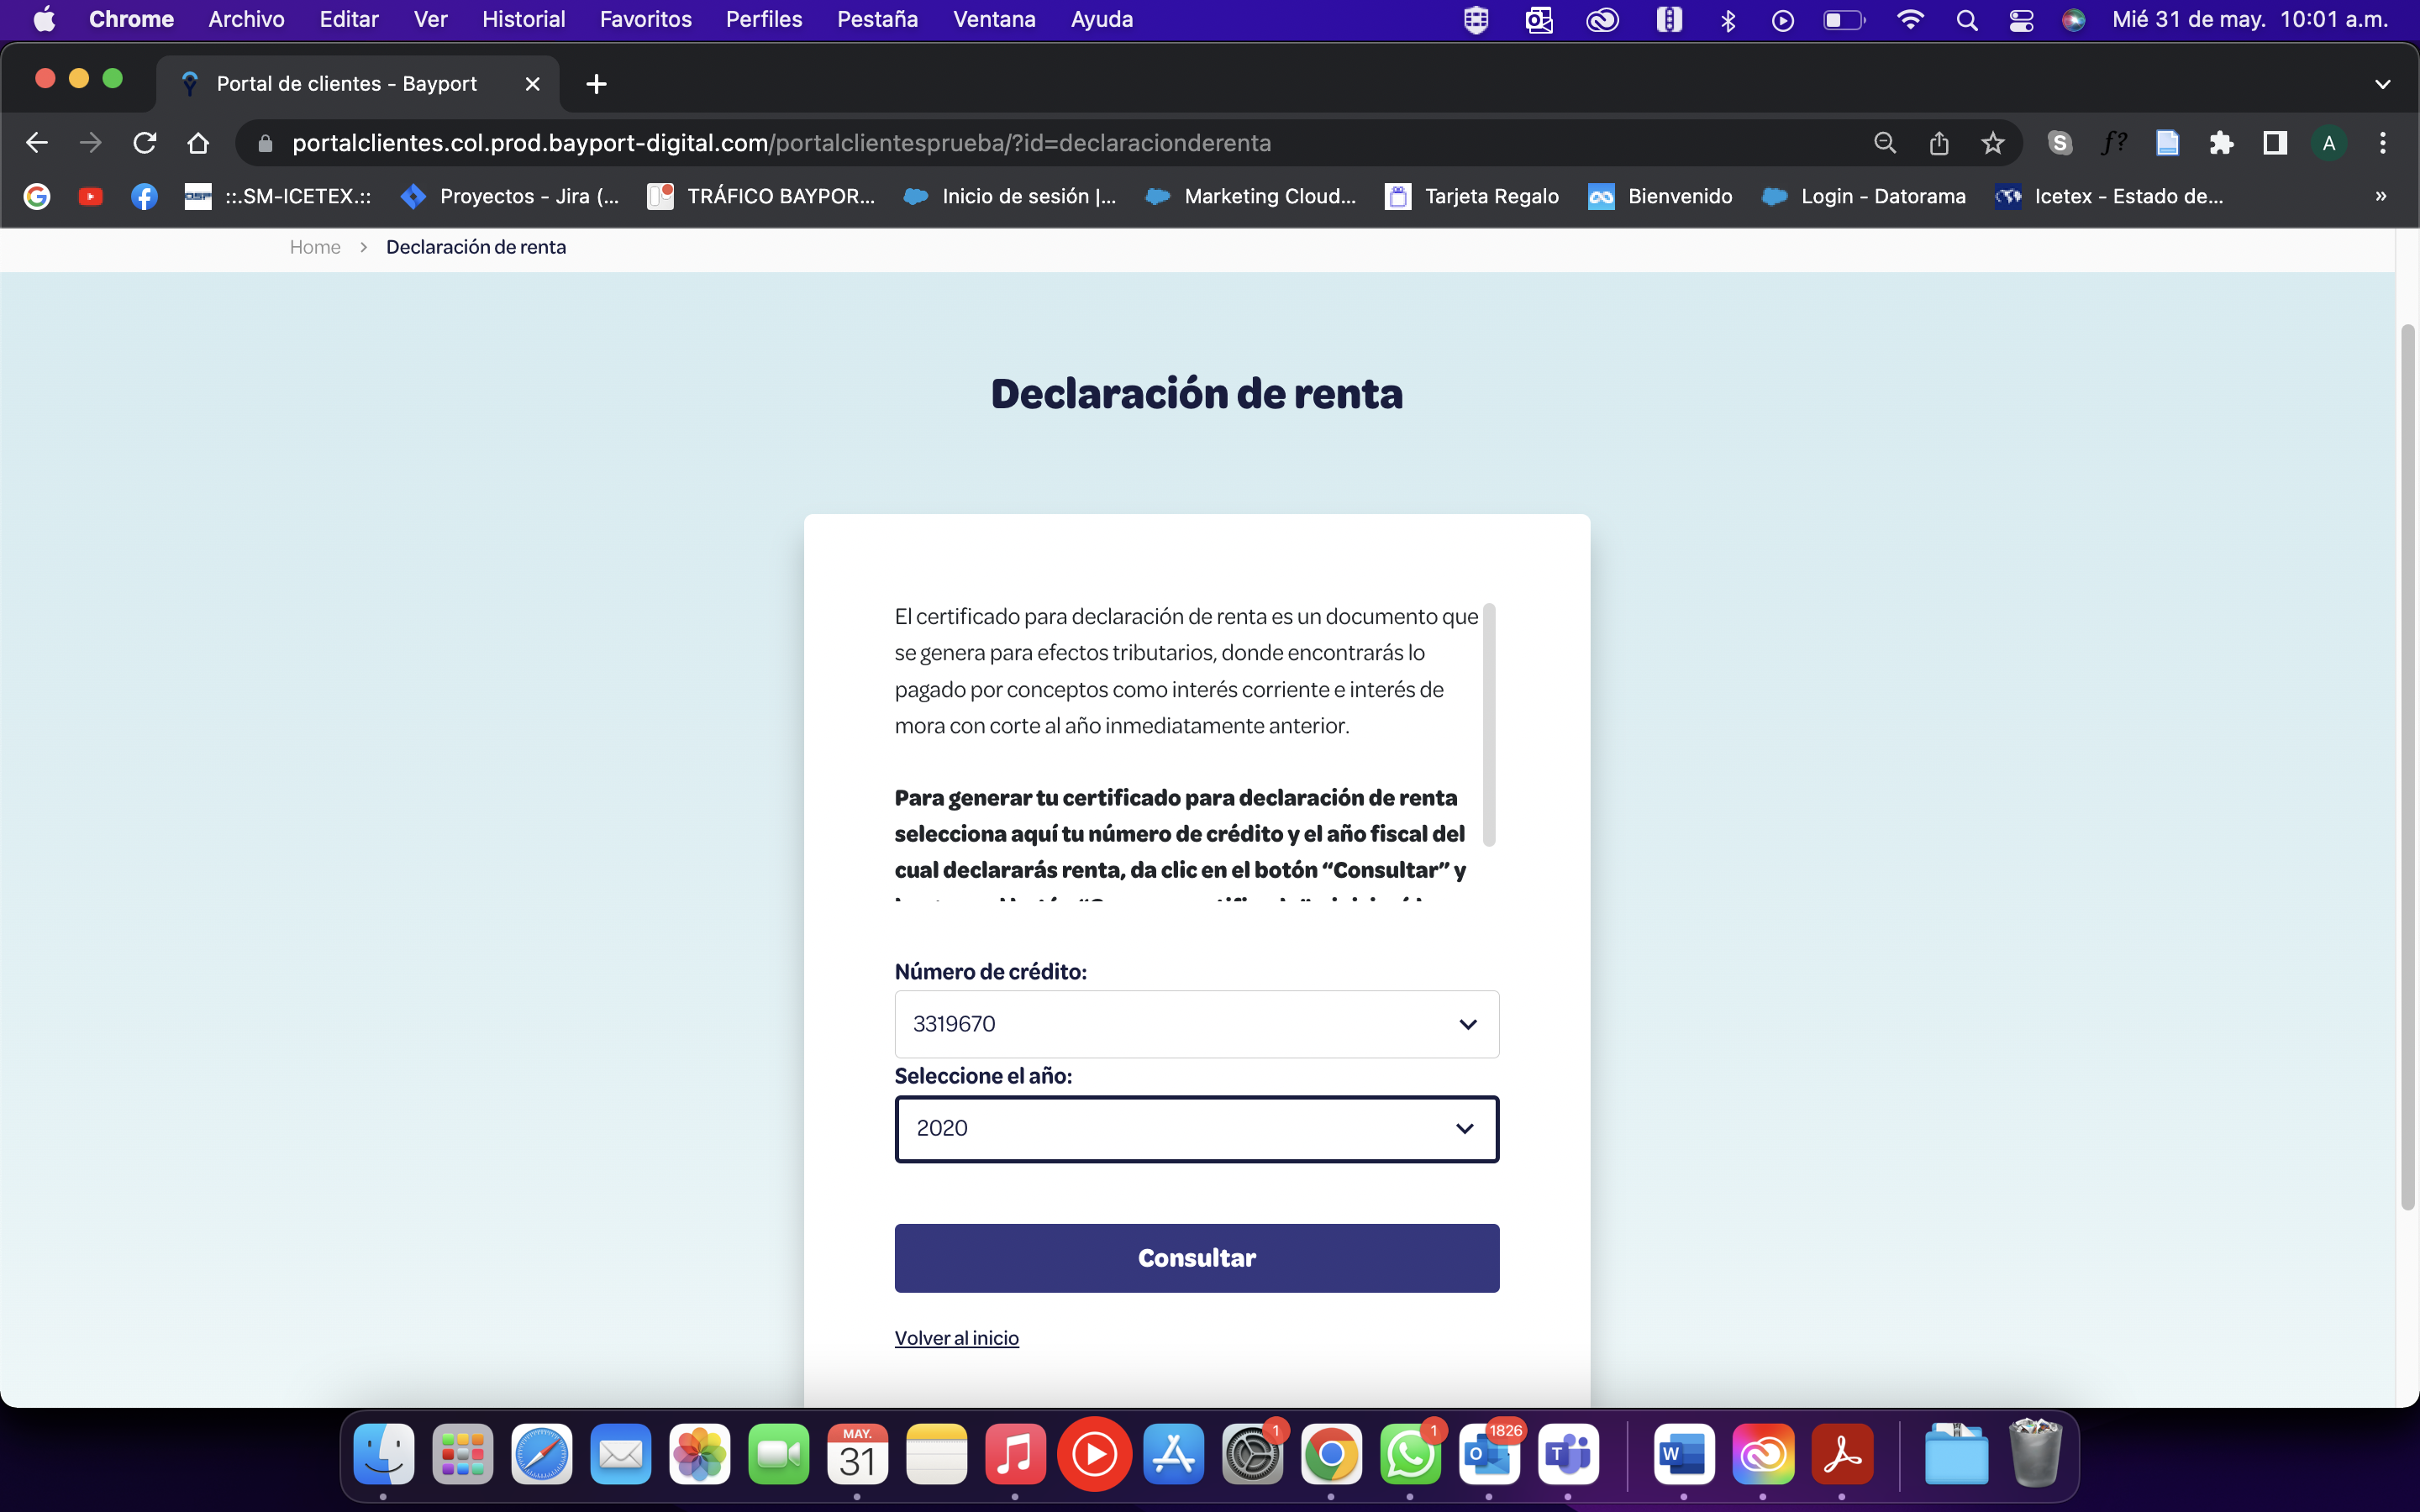 Chrome Archivo Editar Ver Historial Favoritos Perfiles Pestaña Ventana Ayuda Mié 31 de may. 10:01 a.m.
Portal de clientes - Bayport
portalclientes.col.prod.bayport-digital.com/portalclientesprueba/?id=declaracionderenta
S f? A
::.SM-ICETEX.:: Proyectos - Jira (... TRÁFICO BAYPOR... Inicio de sesión |... Marketing Cloud... Tarjeta Regalo Bienvenido Login - Datorama Icetex - Estado de... »
Home > Declaración de renta
Declaración de renta
El certificado para declaración de renta es un documento que
se genera para efectos tributarios, donde encontrarás lo
pagado por conceptos como interés corriente e interés de
mora con corte al año inmediatamente anterior.
Para generar tu certificado para declaración de renta
selecciona aquí tu número de crédito y el año fiscal del
cual declararás renta, da clic en el botón “Consultar” y
Número de crédito:
3319670
Seleccione el año:
2020
Consultar
Volver al inicio
MAY.
31
1
1
1826
O
T
W